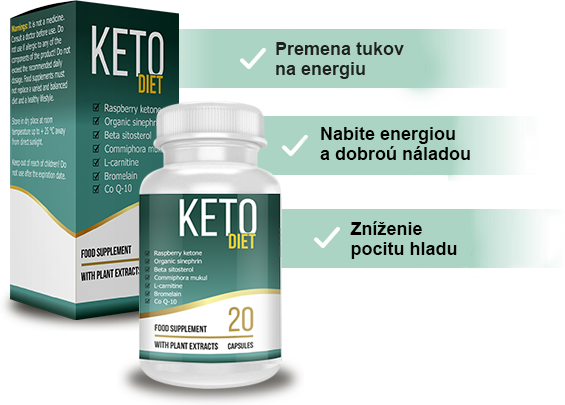 Warnings: It is not a medicine.
Consult a doctor before use. Do
not use if allergic to any of the
components of the product! Do not
exceed the recommended daily
dosage. Food supplements must
not replace a varied and balanced
diet and a healthy lifestyle.
Store in dry place at room
temperature up to + 25 °C away
from direct sunlight.
Keep out of reach of children! Do
not use after the expiration date.
KETO
DIET
Raspberry ketone
Organic sinephrin
Beta sitosterol
Commiphora mukul
L-carnitine
Bromelain
Co Q-10
FOOD SUPPLEMENT
WITH PLANT EXTRACTS
KETO
DIET
Raspberry ketone
Organic sinephrin
Beta sitosterol
Commiphora mukul
L-carnitine
Bromelain
Co Q-10
FOOD SUPPLEMENT
WITH PLANT EXTRACTS
20
CAPSULES
Premena tukov
na energiu
Nabite energiou
a dobroú náladou
Zníženie
pocitu hladu